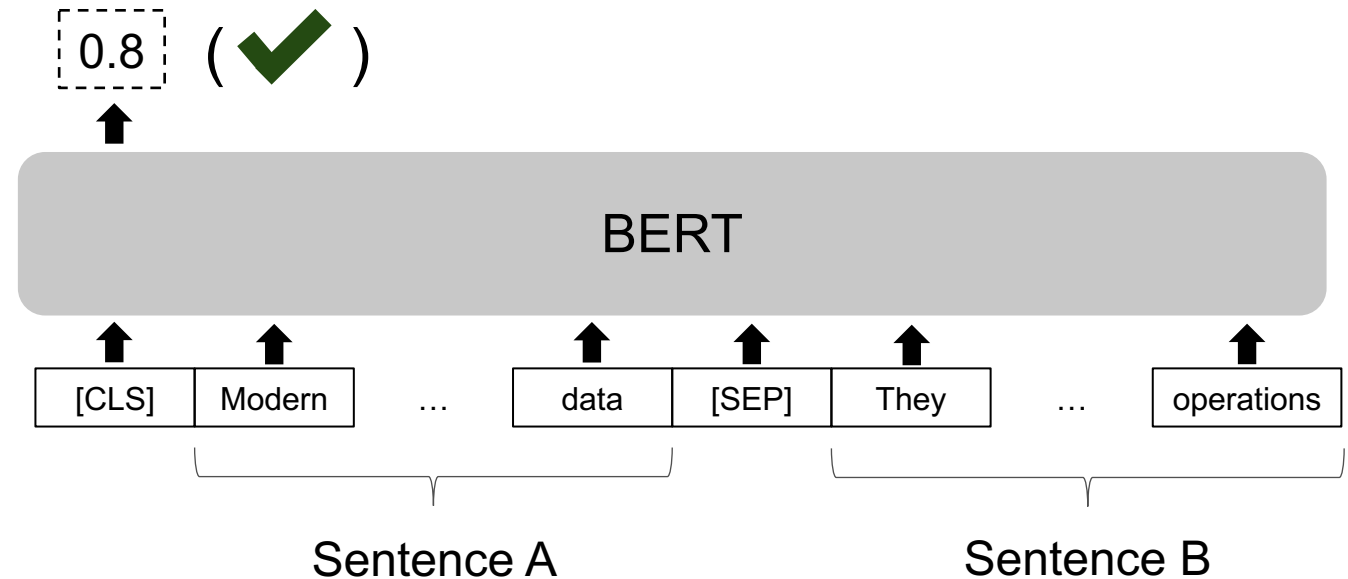 0.8 ( )
BERT
[CLS] Modern … data [SEP] They … operations
Sentence A Sentence B